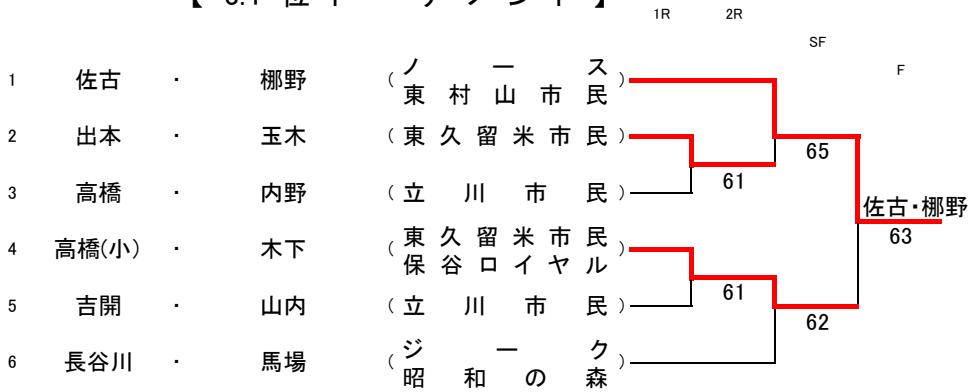 1R 2R
SF
F
1 佐古 ・ 梛野 (ノース 東村山市民)
65
2 出本 ・ 玉木 (東久留米市民)
61
3 高橋 ・ 内野 (立川市民)
佐古・梛野
63
4 高橋(小) ・ 木下 (東久留米市民 保谷ロイヤル)
61
5 吉開 ・ 山内 (立川市民)
62
6 長谷川 ・ 馬場 (ジーク 昭和の森)